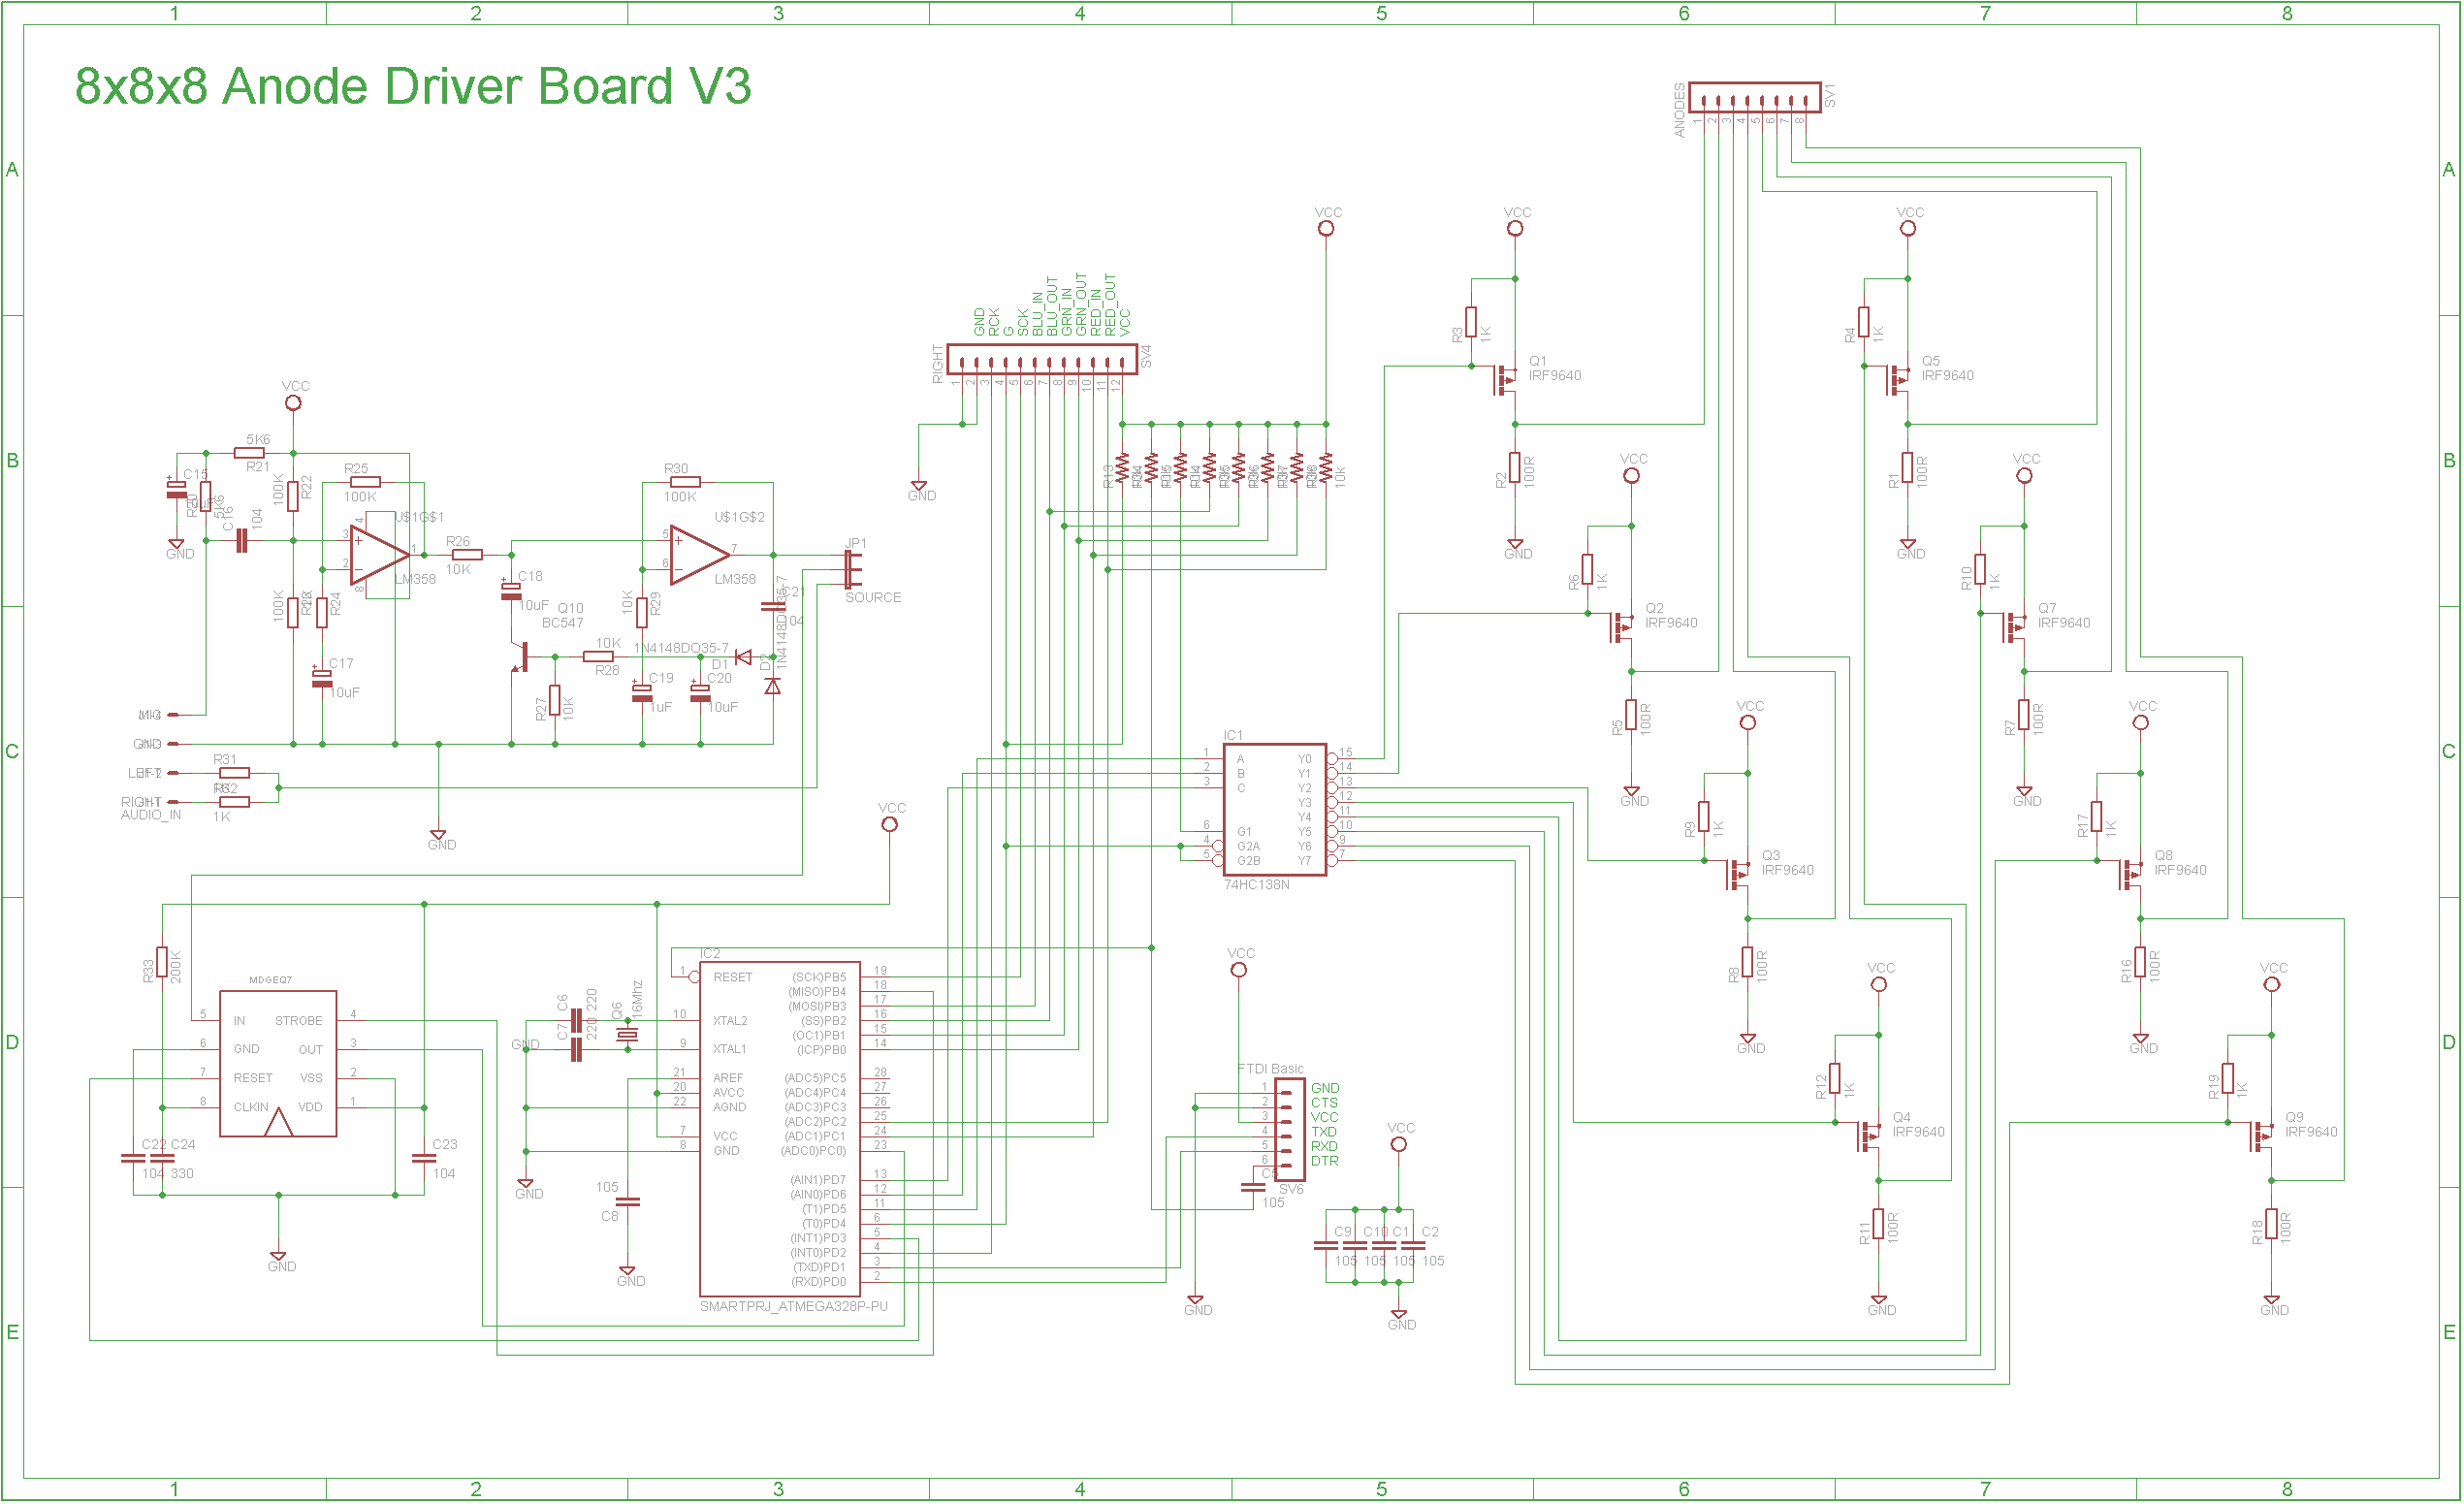 1 2 3 4 5 6 7 8
8x8x8 Anode Driver Board V3
A A
B B
C C
D D
E E
ANODES
SV1
1 2 3 4 5 6 7 8
VCC
VCC
VCC
GND
RCK
G
SCK
BLU_IN
BLU_OUT
GRN_IN
GRN_OUT
RED_IN
RED_OUT
VCC
RIGHT
SV4
1 2 3 4 5 6 7 8 9 10 11 12
GND
R13
10k
R3
1K
Q1
IRF9640
R2
100R
GND
R4
1K
Q5
IRF9640
R1
100R
GND
VCC
R6
1K
Q2
IRF9640
R5
100R
GND
VCC
R10
1K
Q7
IRF9640
R7
100R
GND
VCC
R9
1K
Q3
IRF9640
R8
100R
GND
VCC
R17
1K
Q8
IRF9640
R16
100R
GND
VCC
R12
1K
Q4
IRF9640
R11
100R
GND
VCC
R19
1K
Q9
IRF9640
R18
100R
GND
VCC
5K6
R21
C15
GND
5K6
C16
104
100K
R22
R25
100K
U$1G$1
LM358
3
2
4
8
1
100K
R24
C17
10uF
R26
10K
C18
10uF
Q10
BC547
R27
10K
10K
R28
R30
100K
U$1G$2
LM358
5
6
7
10K
R29
C19
1uF
C20
10uF
1N4148DO35-7
D1
D2
1N4148DO35-7
C21
104
JP1
SOURCE
MIC
GND
LEFT
RIGHT
AUDIO_IN
R31
R32
1K
GND
VCC
R33
200K
MDGEQ7
5 IN STROBE 4
6 GND OUT 3
7 RESET VSS 2
8 CLKIN VDD 1
C22 C24
104 330
C23
104
GND
IC1
1 A Y0 15
2 B Y1 14
3 C Y2 13
Y3 12
Y4 11
6 G1 Y5 10
4 G2A Y6 9
5 G2B Y7 7
74HC138N
IC2
1 RESET (SCK)PB5 19
(MISO)PB4 18
(MOSI)PB3 17
10 XTAL2 (SS)PB2 16
(OC1)PB1 15
9 XTAL1 (ICP)PB0 14
21 AREF (ADC5)PC5 28
20 AVCC (ADC4)PC4 27
22 AGND (ADC3)PC3 26
(ADC2)PC2 25
7 VCC (ADC1)PC1 24
8 GND (ADC0)PC0) 23
(AIN1)PD7 13
(AIN0)PD6 12
(T1)PD5 11
(T0)PD4 6
(INT1)PD3 5
(INT0)PD2 4
(TXD)PD1 3
(RXD)PD0 2
SMARTPRJ_ATMEGA328P-PU
C6
220
C7
220
Q6
16Mhz
GND
GND
105
C8
GND
VCC
FTDI Basic
1 GND
2 CTS
3 VCC
4 TXD
5 RXD
6 DTR
SV6
105
GND
VCC
C9 C10 C1 C2
105 105 105 105
GND
1 2 3 4 5 6 7 8